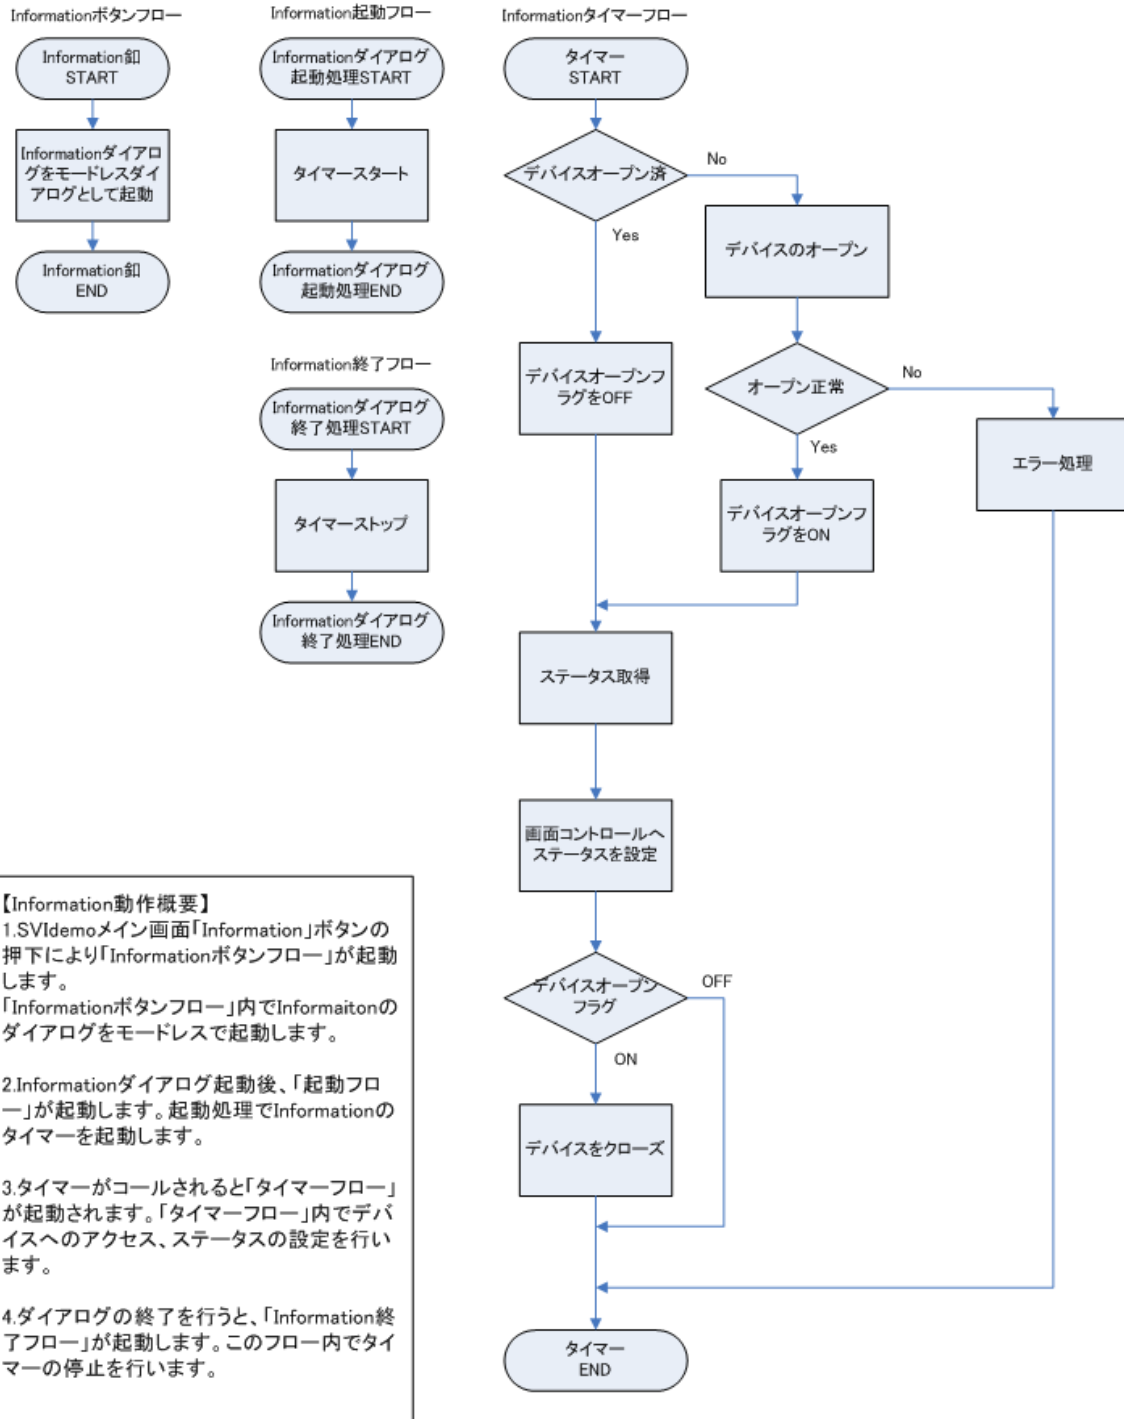 Informationボタンフロー
Information釦
START
Informationダイアロ
グをモードレスダイ
アログとして起動
Information釦
END
Information起動フロー
Informationダイアログ
起動処理START
タイマースタート
Informationダイアログ
起動処理END
Information終了フロー
Informationダイアログ
終了処理START
タイマーストップ
Informationダイアログ
終了処理END
Informationタイマーフロー
タイマー
START
デバイスオープン済
No
Yes
デバイスのオープン
デバイスオープンフ
ラグをOFF
オープン正常
No
Yes
エラー処理
デバイスオープンフ
ラグをON
ステータス取得
画面コントロールへ
ステータスを設定
デバイスオープン
フラグ
OFF
ON
デバイスをクローズ
タイマー
END
【Information動作概要】
1.SVIdemoメイン画面「Information」ボタンの
押下により「Informationボタンフロー」が起動
します。
「Informationボタンフロー」内でInformaitonの
ダイアログをモードレスで起動します。
2.Informationダイアログ起動後、「起動フロ
ー」が起動します。起動処理でInformationの
タイマーを起動します。
3.タイマーがコールされると「タイマーフロー」
が起動されます。「タイマーフロー」内でデバ
イスへのアクセス、ステータスの設定を行い
ます。
4.ダイアログの終了を行うと、「Information終
了フロー」が起動します。このフロー内でタイ
マーの停止を行います。